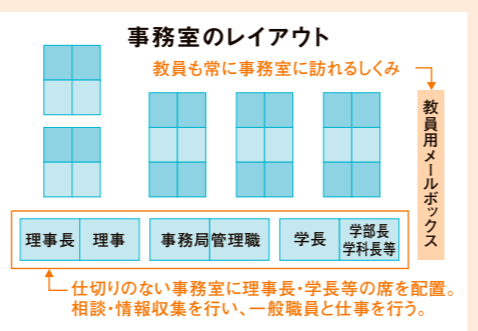 事務室のレイアウト
教員も常に事務室に訪れるしくみ
教員用メールボックス
理事長
理事
事務局
管理職
学長
学部長
学科長等
仕切りのない事務室に理事長・学長等の席を配置。
相談・情報収集を行い、一般職員と仕事を行う。